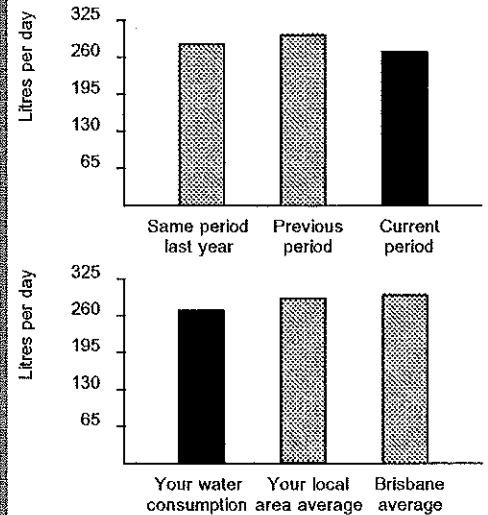 Litres per day
325
260
195
130
65
Same period Previous Current
last year period period
Litres per day
325
260
195
130
65
Your water Your local Brisbane
consumption area average average